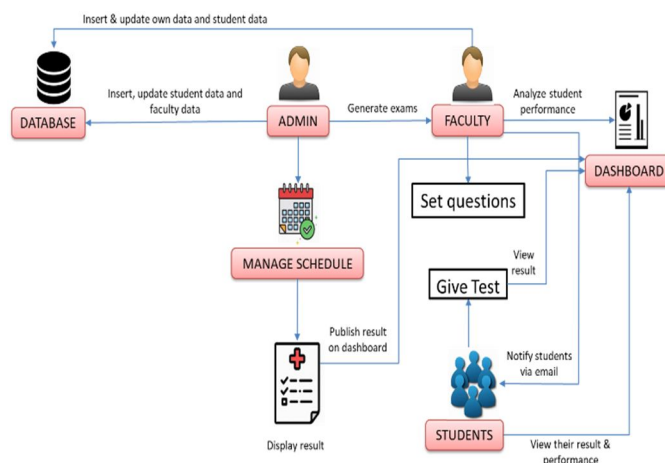 Insert & update own data and student data
Insert, update student data and
faculty data
Generate exams
Analyze student
performance
DATABASE
ADMIN
FACULTY
DASHBOARD
Set questions
MANAGE SCHEDULE
View
result
Give Test
Publish result
on dashboard
Notify students
via email
Display result
STUDENTS
View their result &
performance